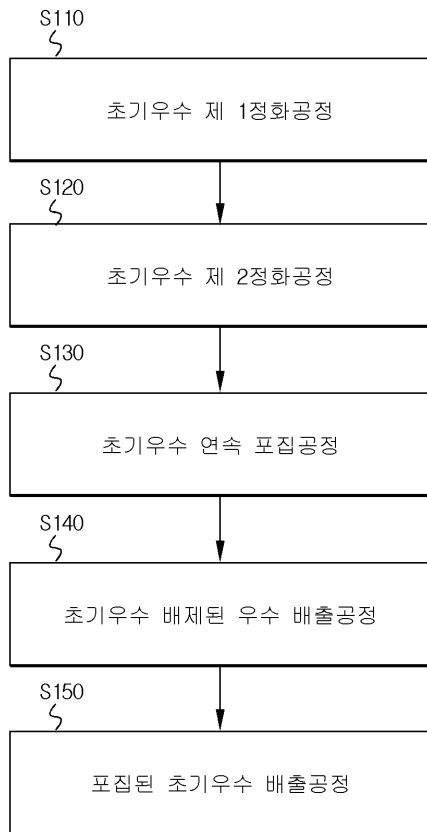 S110
초기우수 제 1정화공정
S120
초기우수 제 2정화공정
S130
초기우수 연속 포집공정
S140
초기우수 배제된 우수 배출공정
S150
포집된 초기우수 배출공정